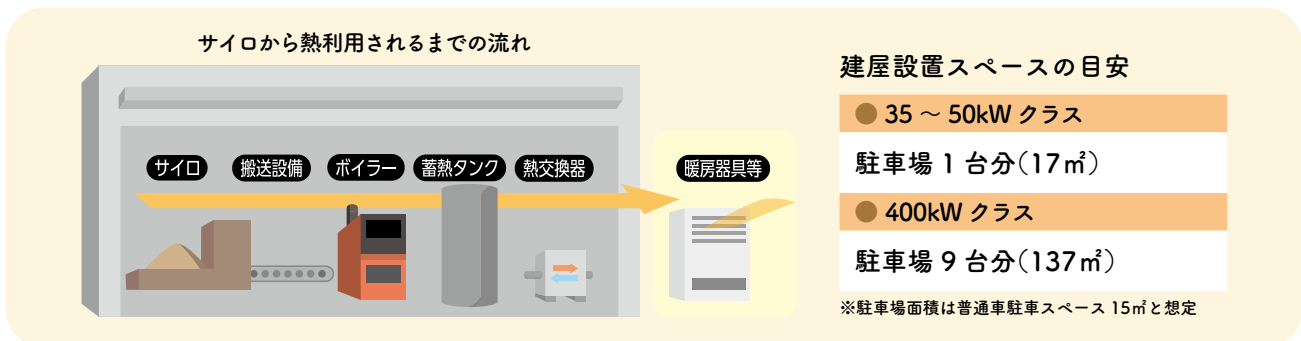 サイロから熱利用されるまでの流れ
サイロ
搬送設備
ボイラー
蓄熱タンク
熱交換器
暖房器具等
建屋設置スペースの目安
● 35 ～ 50kW クラス
駐車場 1 台分（17㎡）
● 400kW クラス
駐車場 9 台分（137㎡）
※駐車場面積は普通車駐車スペース 15㎡と想定